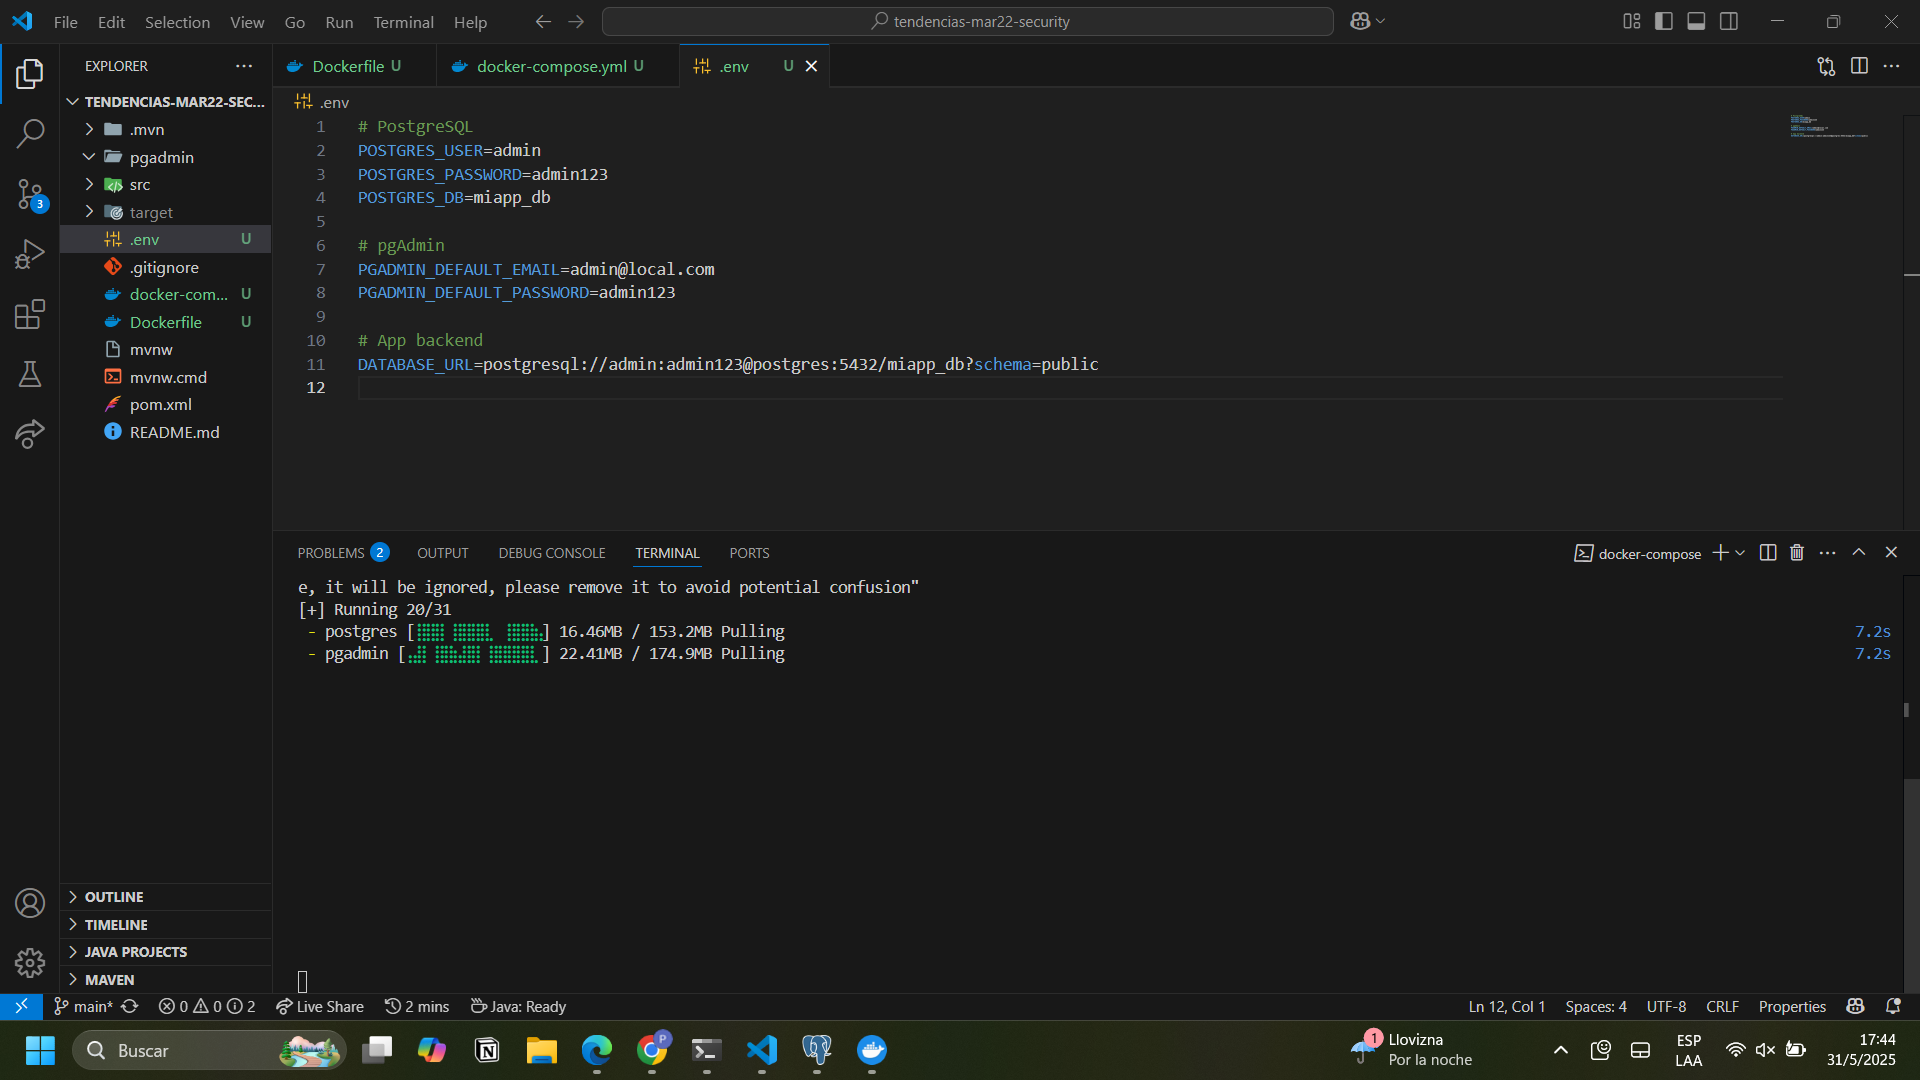 File Edit Selection View Go Run Terminal Help
tendencias-mar22-security
EXPLORER
TENDENCIAS-MAR22-SEC...
.mvn
pgadmin
src
target
.env U
.gitignore
docker-com... U
Dockerfile U
mvnw
mvnw.cmd
pom.xml
README.md
3
OUTLINE
TIMELINE
JAVA PROJECTS
MAVEN
Dockerfile U
docker-compose.yml U
.env U
.env
1 # PostgreSQL
2 POSTGRES_USER=admin
3 POSTGRES_PASSWORD=admin123
4 POSTGRES_DB=miapp_db
5
6 # pgAdmin
7 PGADMIN_DEFAULT_EMAIL=admin@local.com
8 PGADMIN_DEFAULT_PASSWORD=admin123
9
10 # App backend
11 DATABASE_URL=postgresql://admin:admin123@postgres:5432/miapp_db?schema=public
12
PROBLEMS 2 OUTPUT DEBUG CONSOLE TERMINAL PORTS
docker-compose
e, it will be ignored, please remove it to avoid potential confusion"
[+] Running 20/31
- postgres [⣿⣿⣿ ⣿⣿⣿⣿⡀ ⣿⣿⣿⣦] 16.46MB / 153.2MB Pulling 7.2s
- pgadmin [⣠⣿ ⣿⣷⣾⣿⣿ ⣿⣿⣿⣿⣿⡄] 22.41MB / 174.9MB Pulling 7.2s
main* 0 0 2 Live Share 2 mins Java: Ready
Ln 12, Col 1 Spaces: 4 UTF-8 CRLF Properties
Buscar
P
1
Llovizna
Por la noche
ESP
LAA
17:44
31/5/2025